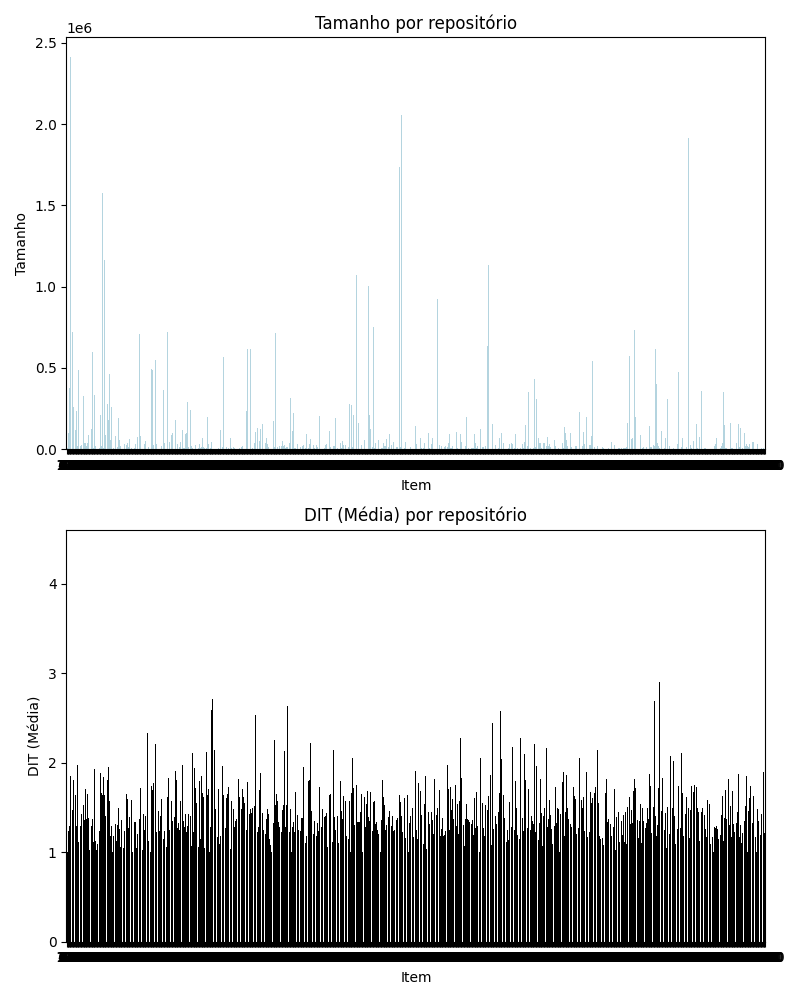 Tamanho por repositório
1e6
2.5
2.0
1.5
1.0
0.5
0.0
Tamanho
Item
DIT (Média) por repositório
4
3
2
1
0
DIT (Média)
Item